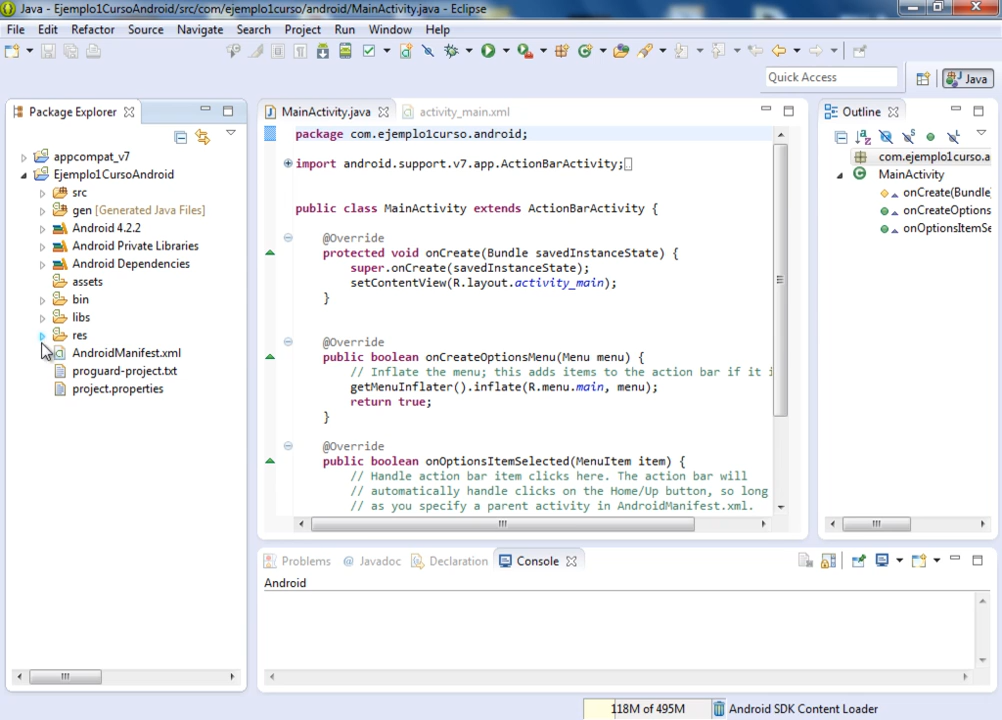 Java - Ejemplo1CursoAndroid/src/com/ejemplo1curso/android/MainActivity.java - Eclipse
File Edit Refactor Source Navigate Search Project Run Window Help
Quick Access
Java
Package Explorer
appcompat_v7
Ejemplo1CursoAndroid
src
gen [Generated Java Files]
Android 4.2.2
Android Private Libraries
Android Dependencies
assets
bin
libs
res
AndroidManifest.xml
proguard-project.txt
project.properties
MainActivity.java activity_main.xml
package com.ejemplo1curso.android;
import android.support.v7.app.ActionBarActivity;
public class MainActivity extends ActionBarActivity {
@Override
protected void onCreate(Bundle savedInstanceState) {
super.onCreate(savedInstanceState);
setContentView(R.layout.activity_main);
}
@Override
public boolean onCreateOptionsMenu(Menu menu) {
// Inflate the menu; this adds items to the action bar if it i
getMenuInflater().inflate(R.menu.main, menu);
return true;
}
@Override
public boolean onOptionsItemSelected(MenuItem item) {
// Handle action bar item clicks here. The action bar will
// automatically handle clicks on the Home/Up button, so long
// as you specify a parent activity in AndroidManifest.xml.
Outline
com.ejemplo1curso.a
MainActivity
onCreate(Bundle
onCreateOptions
onOptionsItemSe
Problems @ Javadoc Declaration Console
Android
118M of 495M
Android SDK Content Loader